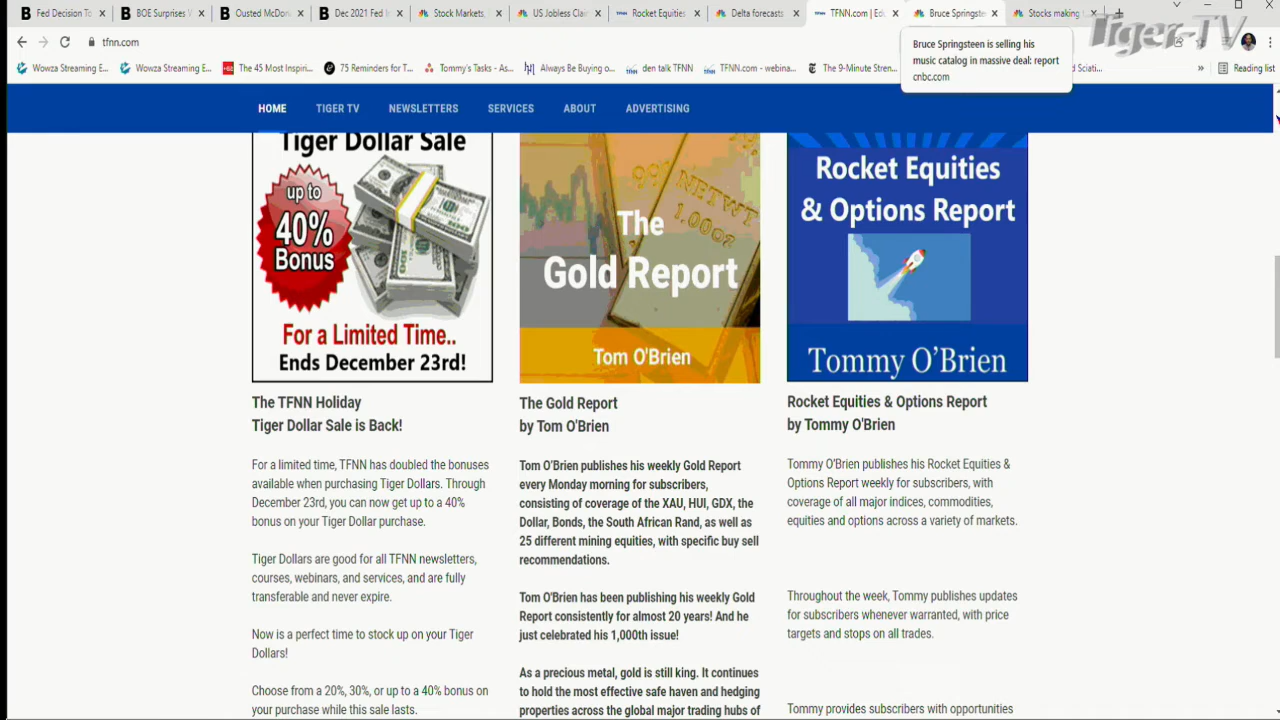 Fed Decision To
BOE Surprises
Ousted McDon
Dec 2021 Fed I
Stock Markets,
US Jobless Clai
Rocket Equities
Delta forecasts
TFNN.com | Edu
Bruce Springste
Stocks making
Tiger-TV
tfnn.com
Bruce Springsteen is selling his
music catalog in massive deal: report
cnbc.com
Wowza Streaming E...
Wowza Streaming E...
The 45 Most Inspiri...
75 Reminders for T...
Tommy's Tasks - As...
Always Be Buying o...
den talk TFNN
TFNN.com - webina...
The 9-Minute Stren...
d Sciati...
»
Reading list
HOME
TIGER TV
NEWSLETTERS
SERVICES
ABOUT
ADVERTISING
Tiger Dollar Sale
up to
40%
Bonus
For a Limited Time..
Ends December 23rd!
The TFNN Holiday
Tiger Dollar Sale is Back!
For a limited time, TFNN has doubled the bonuses
available when purchasing Tiger Dollars. Through
December 23rd, you can now get up to a 40%
bonus on your Tiger Dollar purchase.
Tiger Dollars are good for all TFNN newsletters,
courses, webinars, and services, and are fully
transferable and never expire.
Now is a perfect time to stock up on your Tiger
Dollars!
Choose from a 20%, 30%, or up to a 40% bonus on
your purchase while this sale lasts.
NETWT
1.00oz
The
Gold Report
Tom O'Brien
The Gold Report
by Tom O'Brien
Tom O'Brien publishes his weekly Gold Report
every Monday morning for subscribers,
consisting of coverage of the XAU, HUI, GDX, the
Dollar, Bonds, the South African Rand, as well as
25 different mining equities, with specific buy sell
recommendations.
Tom O'Brien has been publishing his weekly Gold
Report consistently for almost 20 years! And he
just celebrated his 1,000th issue!
As a precious metal, gold is still king. It continues
to hold the most effective safe haven and hedging
properties across the global major trading hubs of
Rocket Equities
& Options Report
Tommy O'Brien
Rocket Equities & Options Report
by Tommy O'Brien
Tommy O'Brien publishes his Rocket Equities &
Options Report weekly for subscribers, with
coverage of all major indices, commodities,
equities and options across a variety of markets.
Throughout the week, Tommy publishes updates
for subscribers whenever warranted, with price
targets and stops on all trades.
Tommy provides subscribers with opportunities